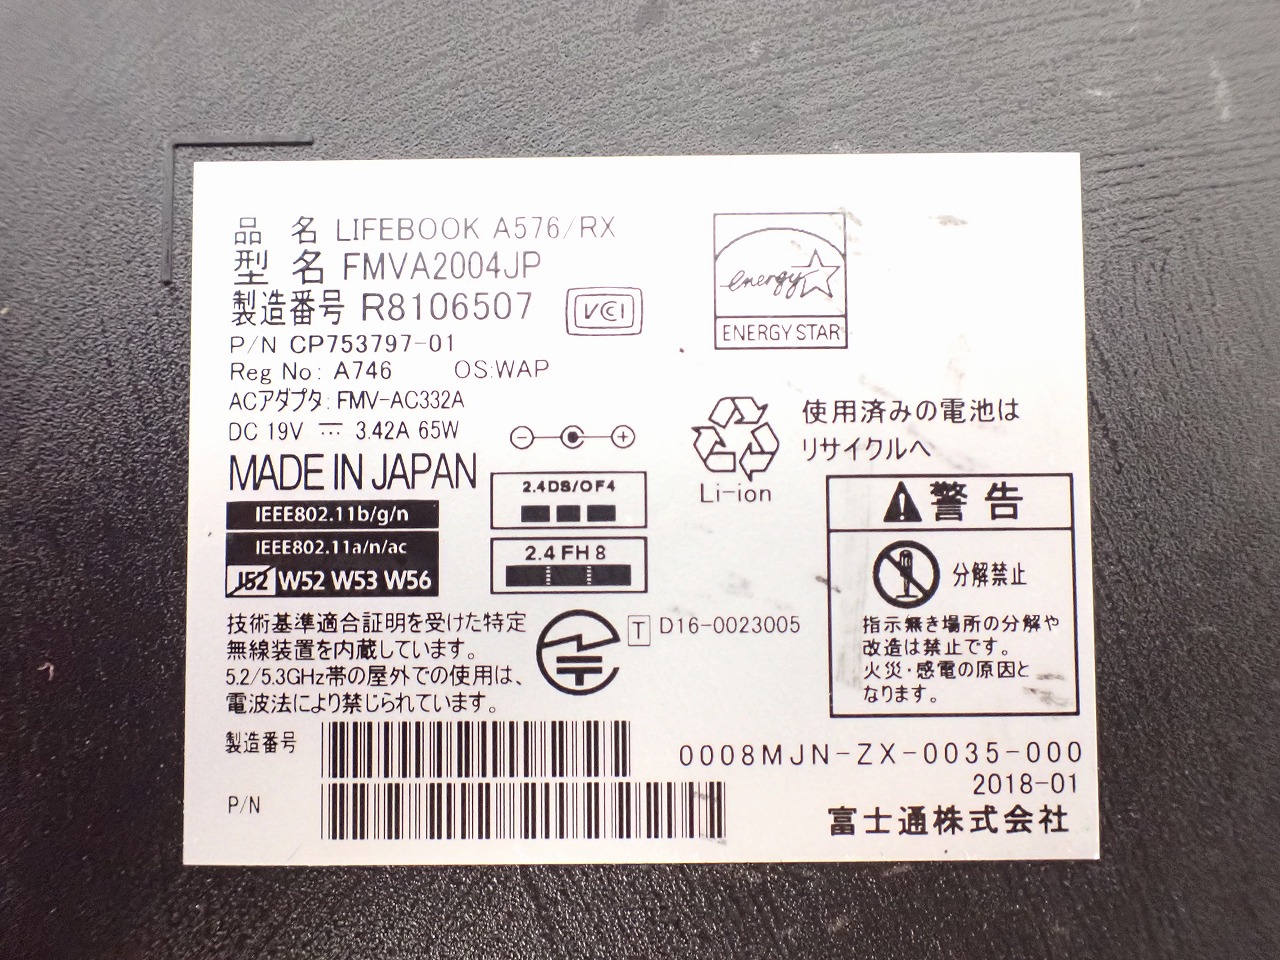 品 名 LIFEBOOK A576/RX
型 名 FMVA2004JP
製造番号 R8106507
VCCI
P/N CP753797-01
Reg No: A746 OS:WAP
ACアダプタ: FMV-AC332A
DC 19V ⎓ 3.42A 65W
MADE IN JAPAN
IEEE802.11b/g/n
IEEE802.11a/n/ac
J52 W52 W53 W56
2.4DS/OF4
2.4FH8
energy
ENERGY STAR
使用済みの電池は
リサイクルへ
Li-ion
警告
分解禁止
指示無き場所の分解や
改造は禁止です。
火災・感電の原因と
なります。
技術基準適合証明を受けた特定
無線装置を内蔵しています。
5.2/5.3GHz帯の屋外での使用は、
電波法により禁じられています。
T D16-0023005
製造番号
P/N
0008MJN-ZX-0035-000
2018-01
富士通株式会社